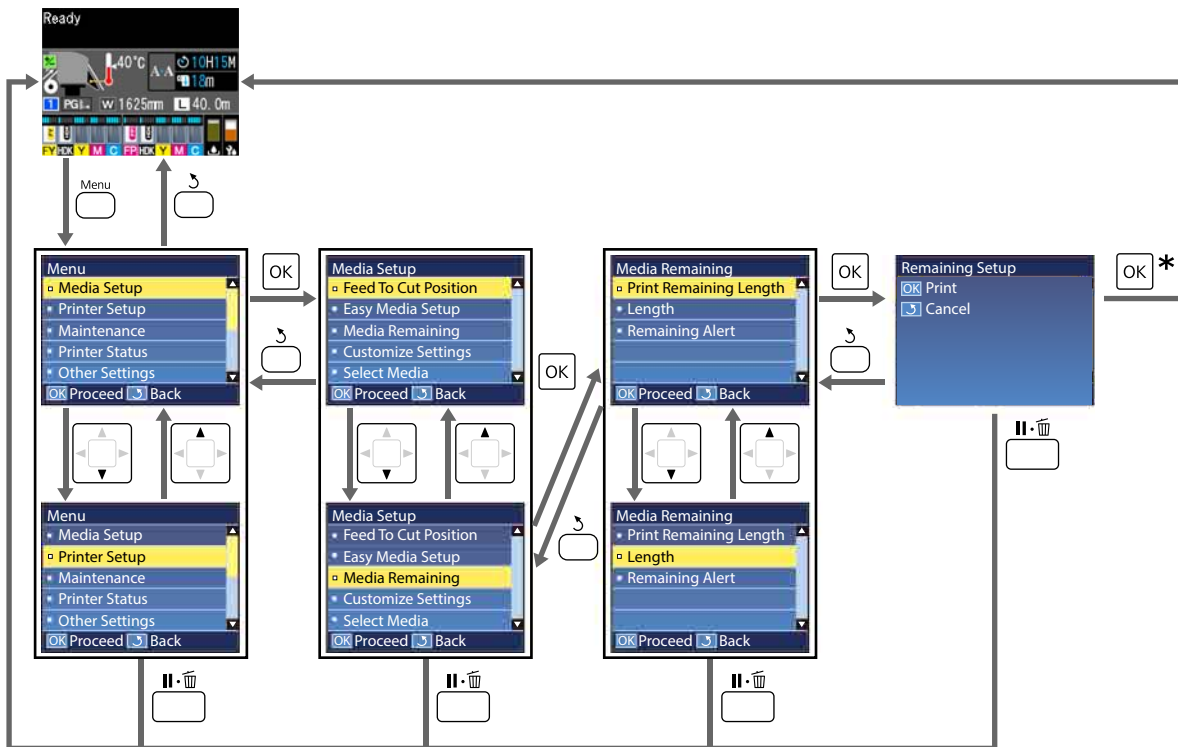 Ready
40°C
A-A
10H15M
18m
1 PG W 1625mm L 40. 0m
FY HDK Y M C FP HDK Y M C
Menu
Menu
Media Setup
Printer Setup
Maintenance
Printer Status
Other Settings
OK Proceed Back
OK
Media Setup
Feed To Cut Position
Easy Media Setup
Media Remaining
Customize Settings
Select Media
OK Proceed Back
OK
Media Remaining
Print Remaining Length
Length
Remaining Alert
OK Proceed Back
OK
Remaining Setup
OK Print
Cancel
OK *
Menu
Media Setup
Printer Setup
Maintenance
Printer Status
Other Settings
OK Proceed Back
Media Setup
Feed To Cut Position
Easy Media Setup
Media Remaining
Customize Settings
Select Media
OK Proceed Back
Media Remaining
Print Remaining Length
Length
Remaining Alert
OK Proceed Back